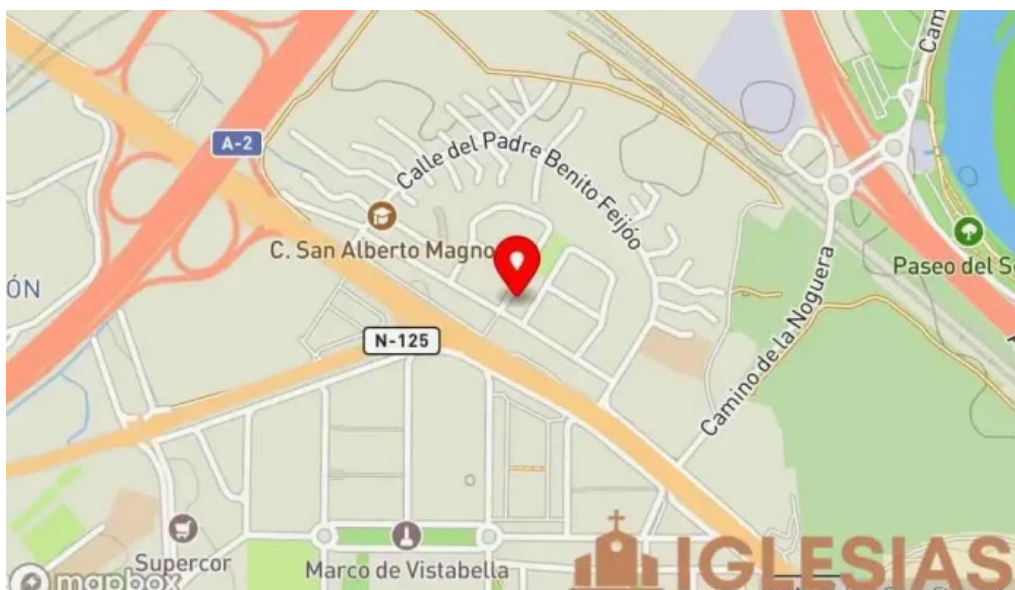 Cam
A-2
Calle del Padre Benito Feijóo
C. San Alberto Magno
Paseo del S
ÓN
N-125
Camino de la Noguera
Supercor
Marco de Vistabella
mapbox
IGLESIAS